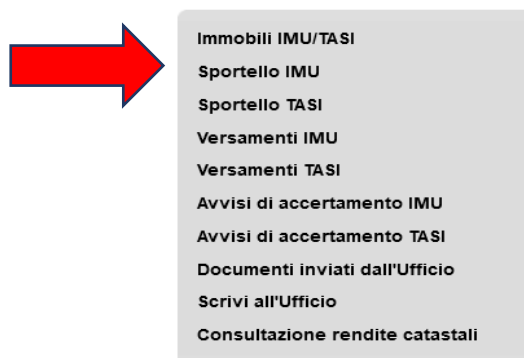 Immobili IMU/TASI
Sportello IMU
Sportello TASI
Versamenti IMU
Versamenti TASI
Avvisi di accertamento IMU
Avvisi di accertamento TASI
Documenti inviati dall'Ufficio
Scrivi all'Ufficio
Consultazione rendite catastali